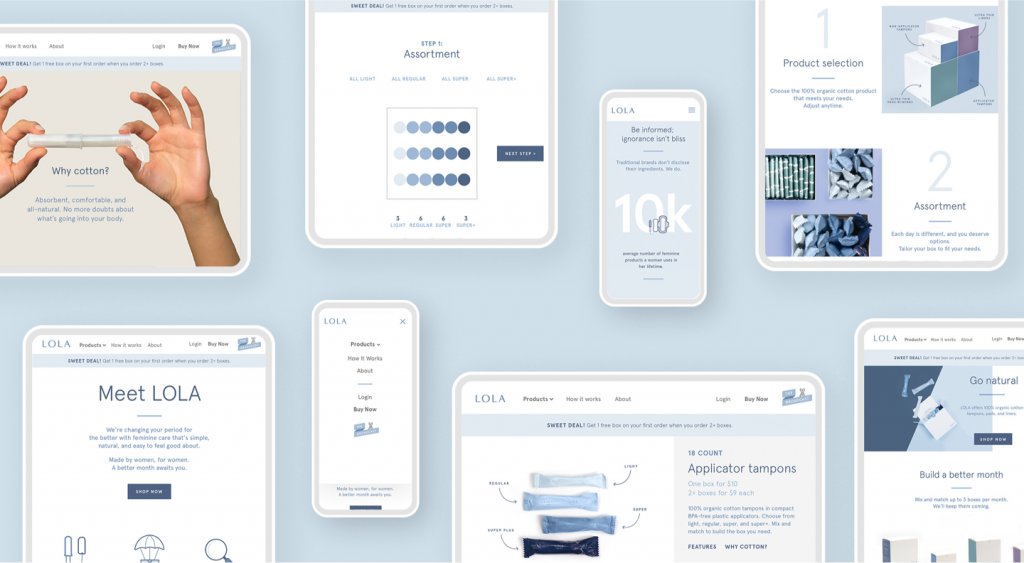 How it works About Login Buy Now
SWEET DEAL! Get 1 free box on your first order when you order 2+ boxes.
Why cotton?
Absorbent, comfortable, and
all-natural. No more doubts about
what's going into your body.
SWEET DEAL! Get 1 free box on your first order when you order 2+ boxes.
STEP 1:
Assortment
ALL LIGHT ALL REGULAR ALL SUPER ALL SUPER+
NEXT STEP >
3 6 6 3
LIGHT REGULAR SUPER SUPER+
LOLA
Be informed;
ignorance isn't bliss
Traditional brands don't disclose
their ingredients. We do.
10k
average number of feminine
products a woman uses in
her lifetime.
1
Product selection
Choose the 100% organic cotton product
that meets your needs.
Adjust anytime.
NON-APPLICATOR
TAMPONS
ULTRA THIN
LINERS
APPLICATOR
TAMPONS
2
Assortment
Each day is different, and you deserve
options.
Tailor your box to fit your needs.
LOLA Products How it works About Login Buy Now
SWEET DEAL! Get 1 free box on your first order when you order 2+ boxes.
Meet LOLA
We're changing your period for
the better with feminine care that's simple,
natural, and easy to feel good about.
Made by women, for women.
A better month awaits you.
SHOP NOW
LOLA
Products
How It Works
About
Login
Buy Now
Made by women, for women.
A better month awaits you.
LOLA Products How it works About Login Buy Now
SWEET DEAL! Get 1 free box on your first order when you order 2+ boxes.
LIGHT
REGULAR
SUPER
SUPER PLUS
18 COUNT
Applicator tampons
One box for $10
2+ boxes for $9 each
100% organic cotton tampons in compact
BPA-free plastic applicators. Choose from
light, regular, super, and super+. Mix and
match to build the box you need.
FEATURES WHY COTTON?
LOLA Products How it works About Login Buy
SWEET DEAL! Get 1 free box on your first order when you order 2+ boxes.
Go natural
LOLA offers 100% organic cotton
tampons, pads, and liners.
SHOP NOW
Build a better month
Mix and match up to 3 boxes per month.
We'll keep them coming.